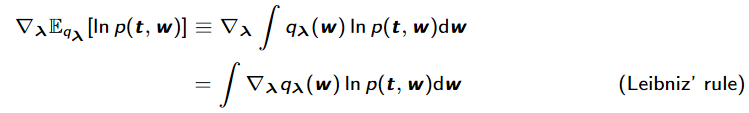 ∇_λ 𝔼_{q_λ}[ln p(t, w)] ≡ ∇_λ ∫ q_λ(w) ln p(t, w)dw
= ∫ ∇_λ q_λ(w) ln p(t, w)dw (Leibniz' rule)